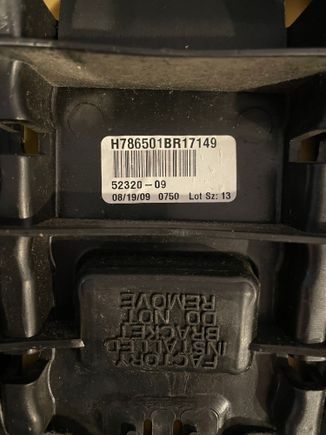 H786501BR17149
52320-09
08/19/09 0750 Lot Sz: 13
FACTORY
INSTALLED
BRACKET
DO NOT
REMOVE